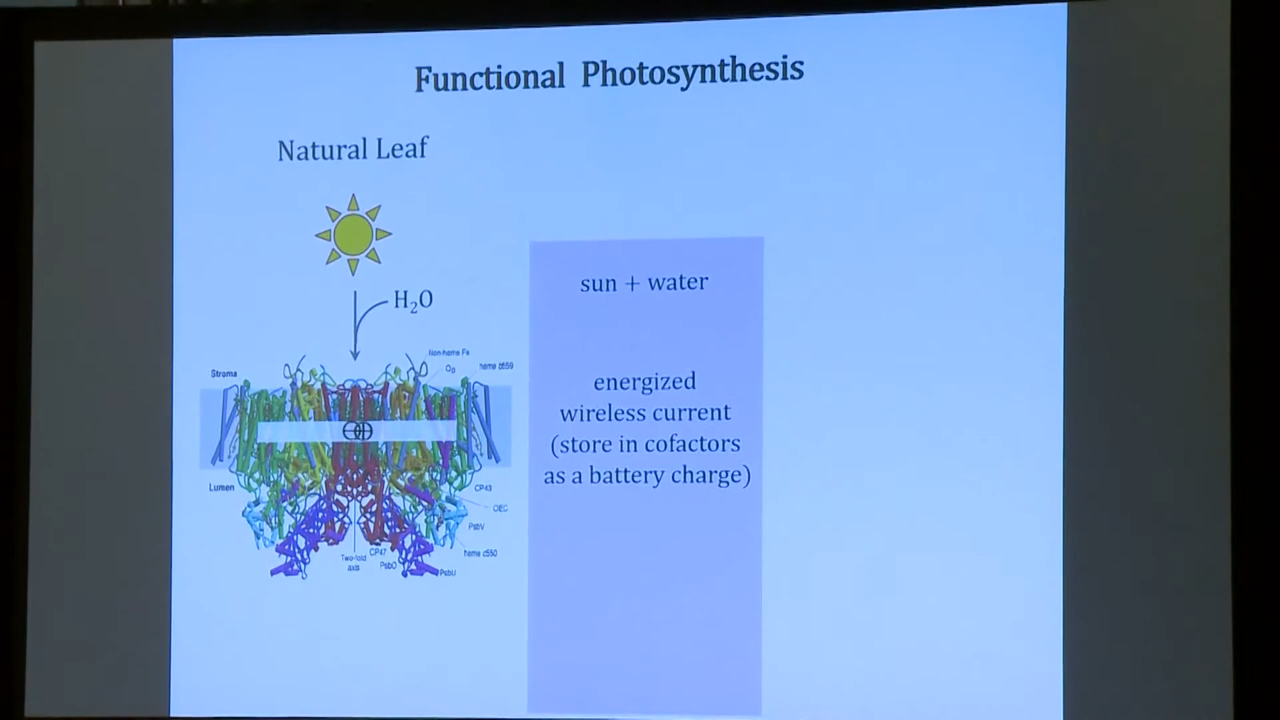 Functional Photosynthesis
Natural Leaf
H₂O
sun + water
energized
wireless current
(store in cofactors
as a battery charge)
Non-heme Fe
heme b559
Stroma
Lumen
CP43
OEC
PsbV
heme c550
Two-fold
axis
CP47
PsbO
PsbU